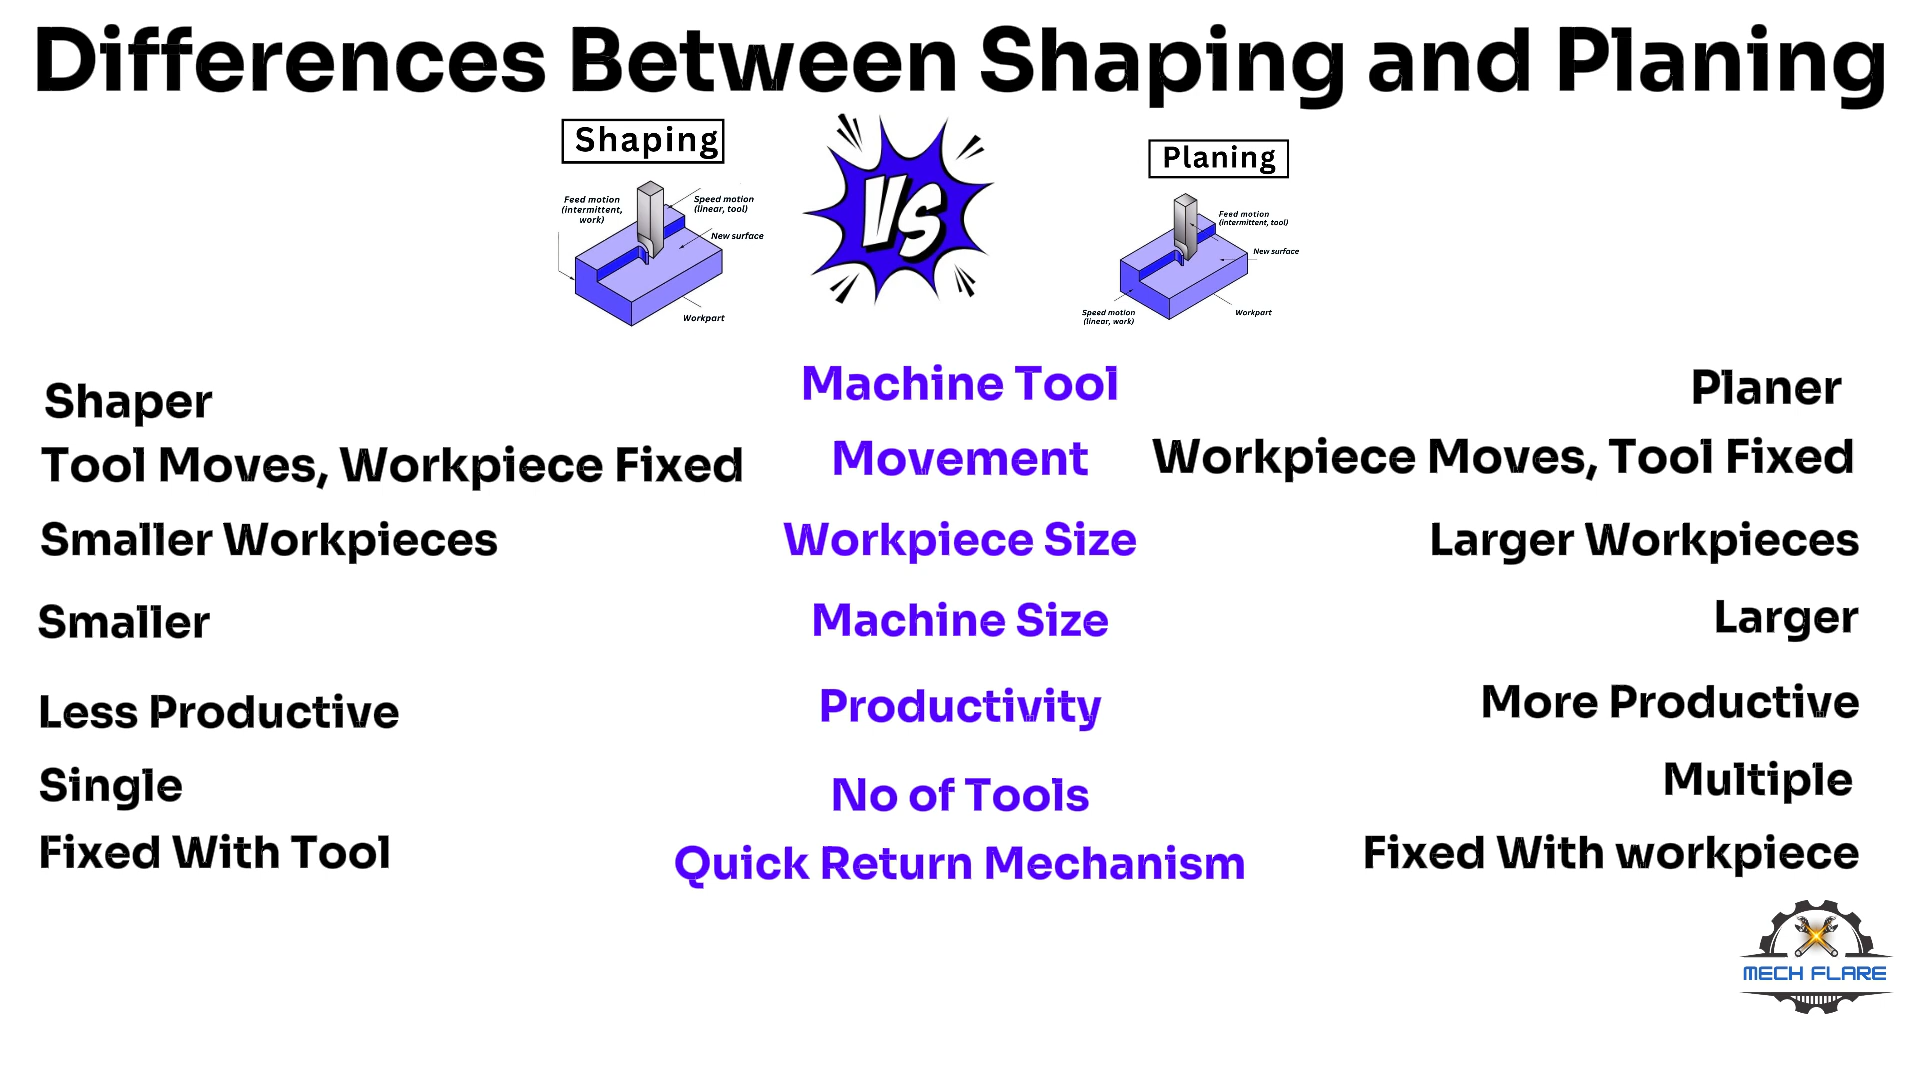 Differences Between Shaping and Planing
Shaping
Feed motion
(intermittent,
work)
Speed motion
(linear, tool)
New surface
Workpart
VS
Planing
Feed motion
(intermittent, tool)
New surface
Speed motion
(linear, work)
Workpart
Shaper
Machine Tool
Planer
Tool Moves, Workpiece Fixed
Movement
Workpiece Moves, Tool Fixed
Smaller Workpieces
Workpiece Size
Larger Workpieces
Smaller
Machine Size
Larger
Less Productive
Productivity
More Productive
Single
No of Tools
Multiple
Fixed With Tool
Quick Return Mechanism
Fixed With workpiece
MECH FLARE